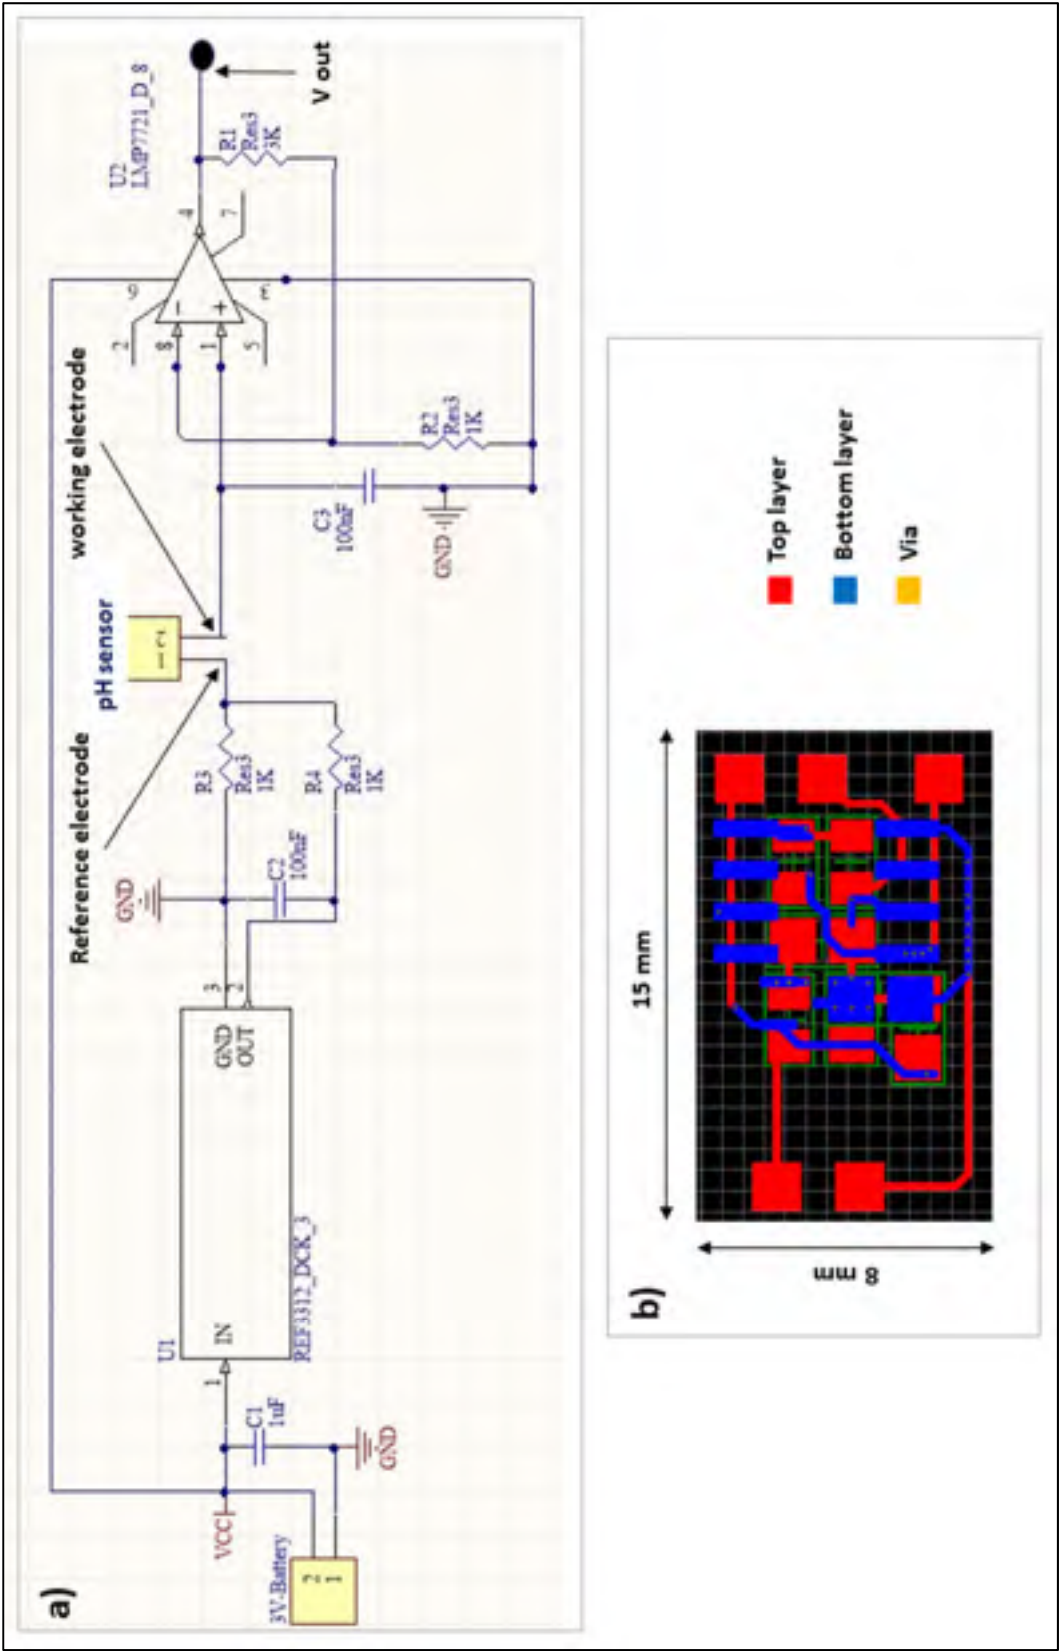 a)
3V-Battery
2
1
VCC
C1
1uF
GND
1
U1
IN
GND
OUT
REF3312_DCK_3
3
2
GND
C2
100nF
R3
Res3
1K
R4
Res3
1K
Reference electrode
pH sensor
1 2
working electrode
C3
100nF
GND
R2
Res3
1K
2
8
1
5
6
3
4
7
U2
LMP7721_D_8
R1
Res3
3K
V out
b)
15 mm
8 mm
Top layer
Bottom layer
Via